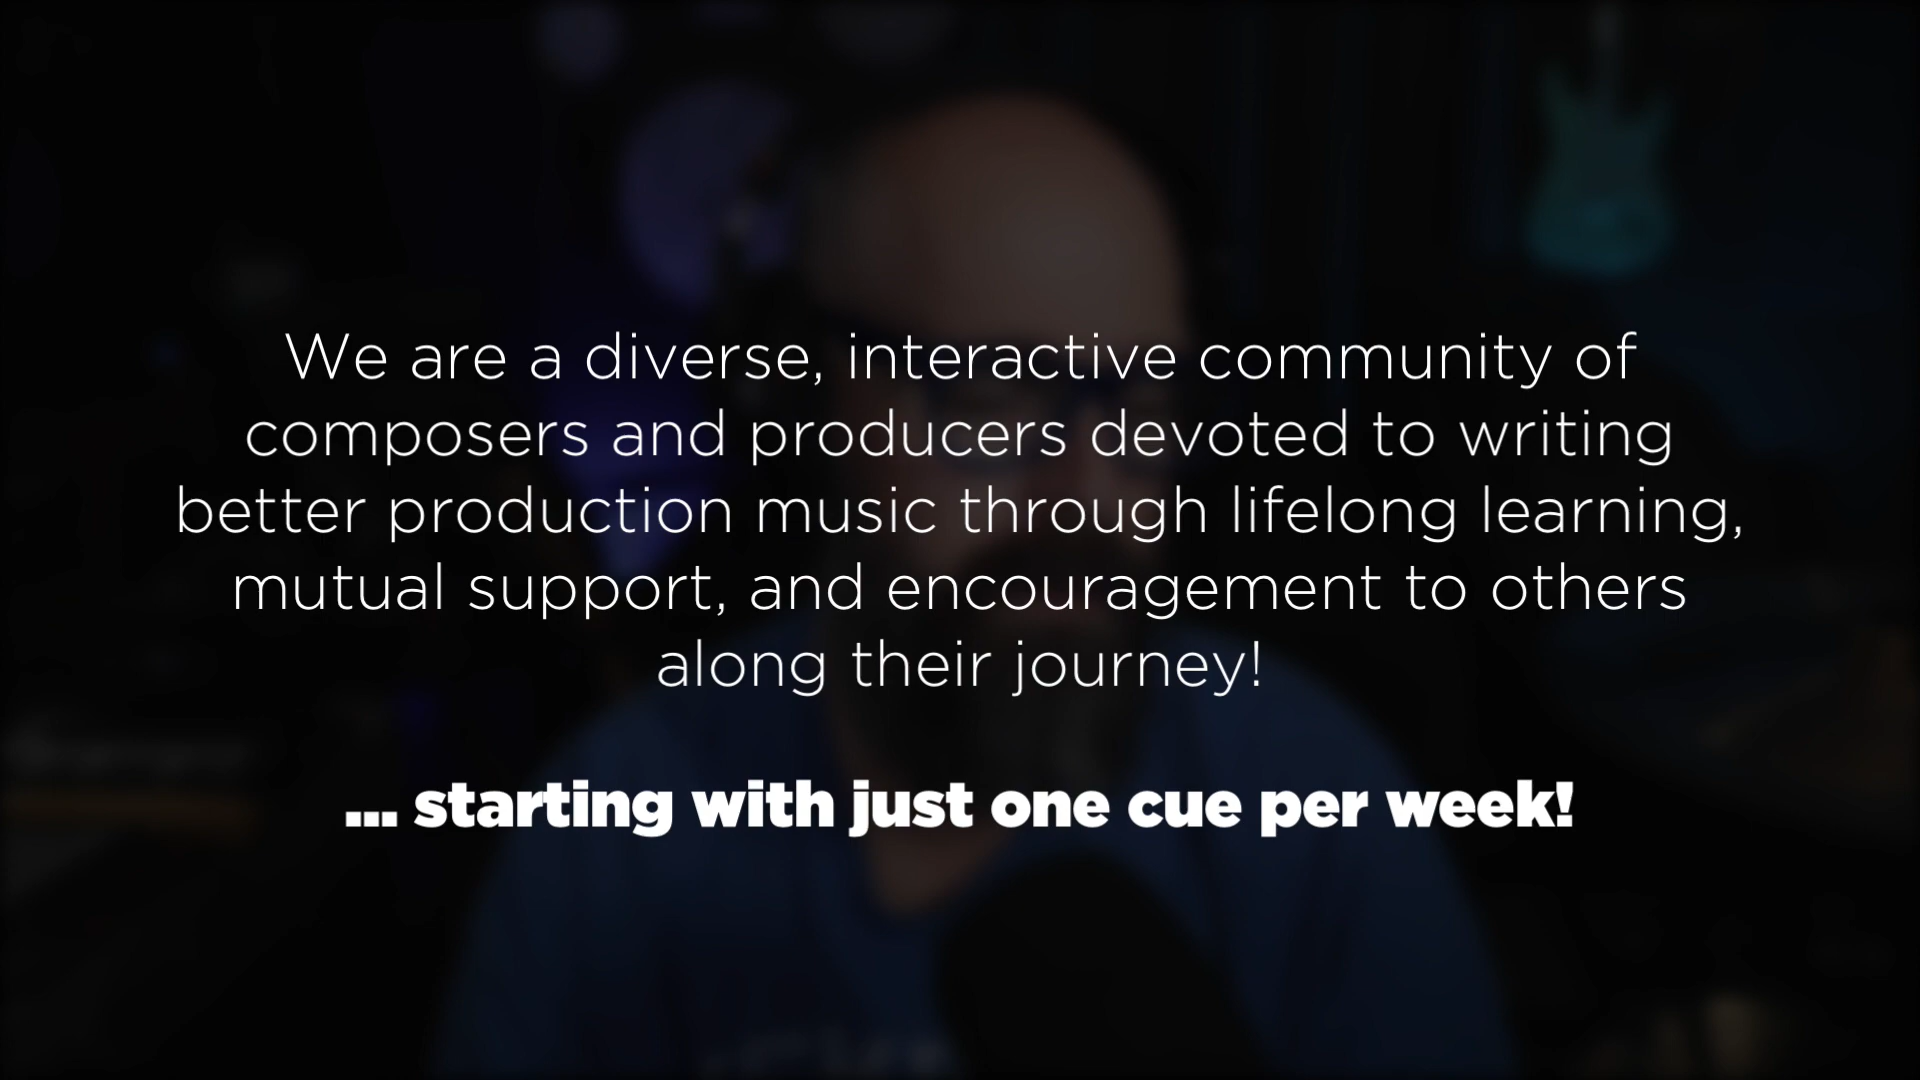 We are a diverse, interactive community of
composers and producers devoted to writing
better production music through lifelong learning,
mutual support, and encouragement to others
along their journey!
... starting with just one cue per week!